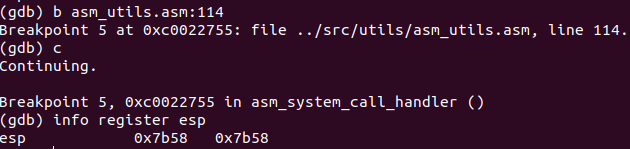 (gdb) b asm_utils.asm:114
Breakpoint 5 at 0xc0022755: file ../src/utils/asm_utils.asm, line 114.
(gdb) c
Continuing.

Breakpoint 5, 0xc0022755 in asm_system_call_handler ()
(gdb) info register esp
esp            0x7b58   0x7b58